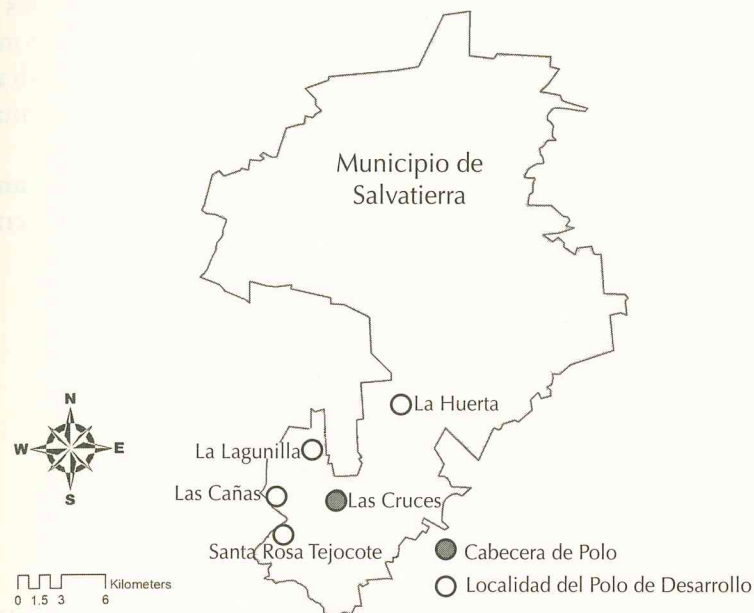 Municipio de
Salvatierra
N
W E
S
La Huerta
La Lagunilla
Las Cañas
Las Cruces
Santa Rosa Tejocote
Cabecera de Polo
Localidad del Polo de Desarrollo
Kilometers
0 1.5 3 6